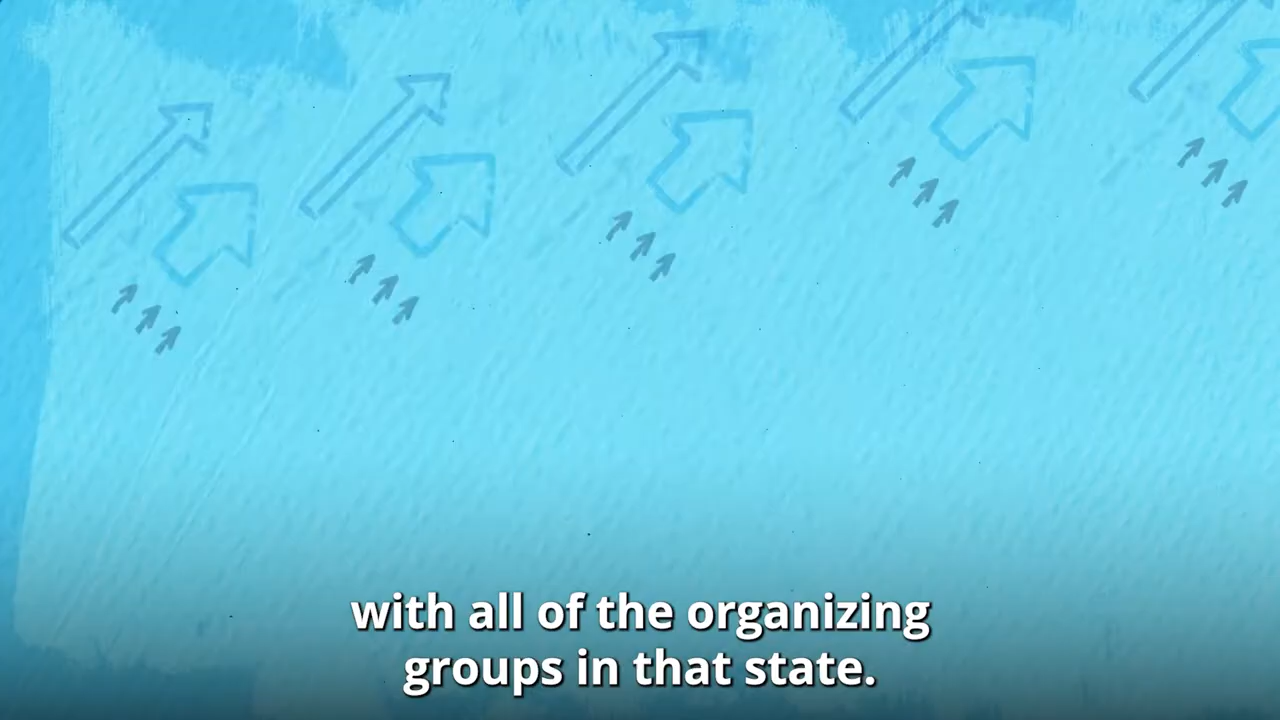 with all of the organizing
groups in that state.